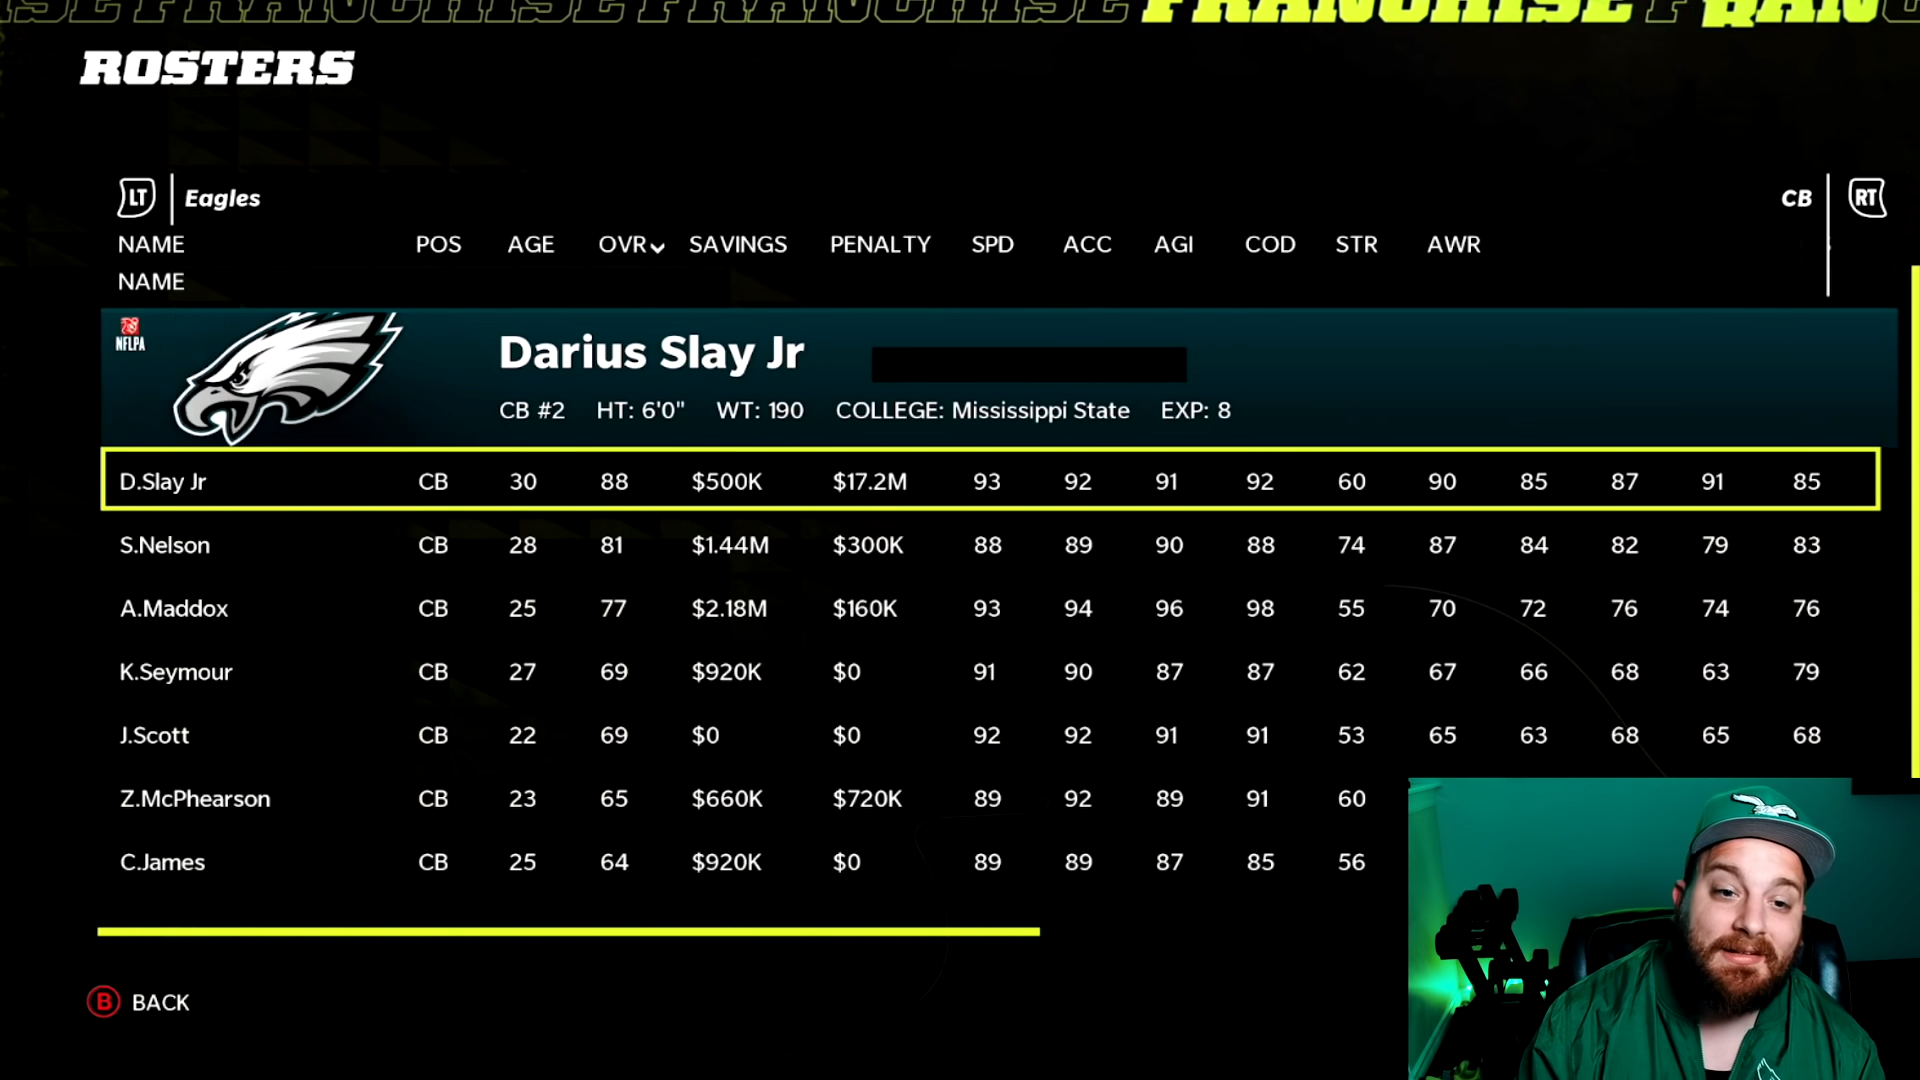 FRANCHISE FRANCHISE FRANCHISE
ROSTERS
LT Eagles CB RT
NAME POS AGE OVR SAVINGS PENALTY SPD ACC AGI COD STR AWR
NAME
NFLPA
Darius Slay Jr
CB #2 HT: 6'0" WT: 190 COLLEGE: Mississippi State EXP: 8
D.Slay Jr CB 30 88 $500K $17.2M 93 92 91 92 60 90 85 87 91 85
S.Nelson CB 28 81 $1.44M $300K 88 89 90 88 74 87 84 82 79 83
A.Maddox CB 25 77 $2.18M $160K 93 94 96 98 55 70 72 76 74 76
K.Seymour CB 27 69 $920K $0 91 90 87 87 62 67 66 68 63 79
J.Scott CB 22 69 $0 $0 92 92 91 91 53 65 63 68 65 68
Z.McPhearson CB 23 65 $660K $720K 89 92 89 91 60
C.James CB 25 64 $920K $0 89 89 87 85 56
B BACK